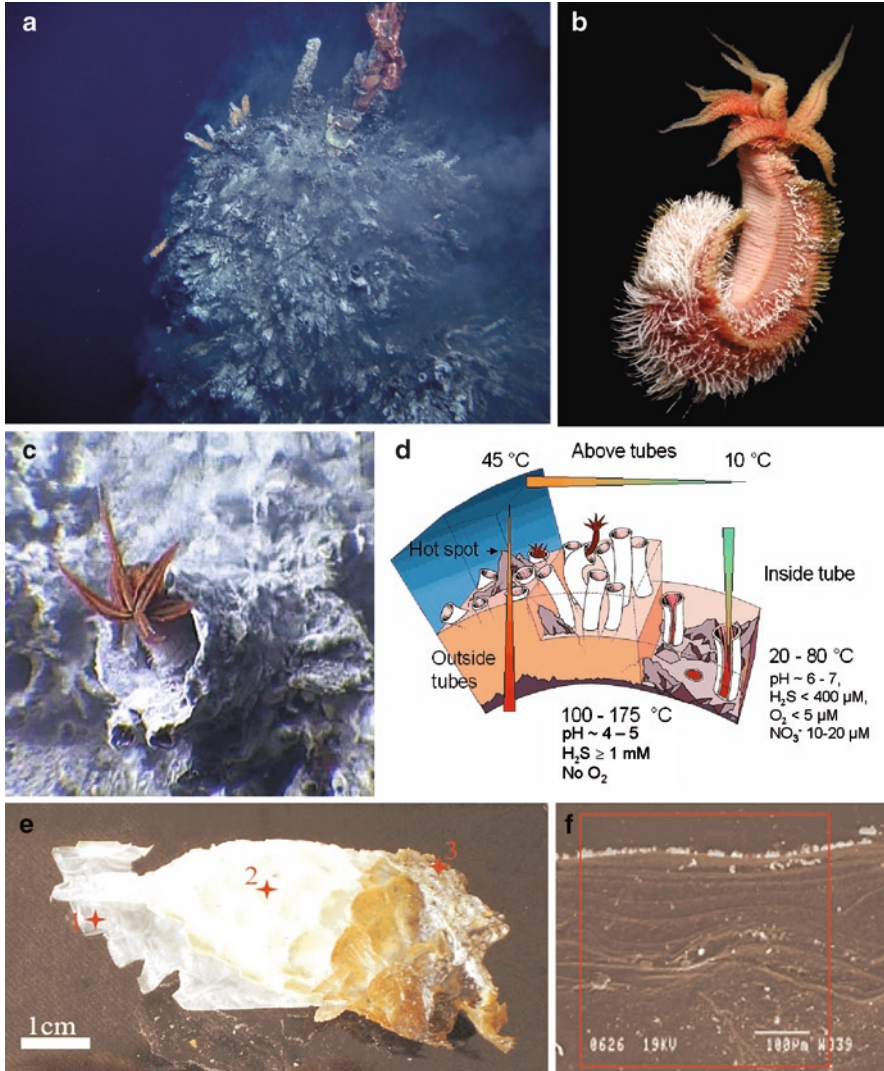 a
b
c
d
Above tubes
45 °C
10 °C
Hot spot
Inside tube
Outside
tubes
20 - 80 °C
pH ~ 6 - 7,
H₂S < 400 µM,
O₂ < 5 µM
NO₃⁻ 10-20 µM
100 - 175 °C
pH ~ 4 – 5
H₂S ≥ 1 mM
No O₂
e
1
2
3
1cm
f
0626 19KV 100µm WD39